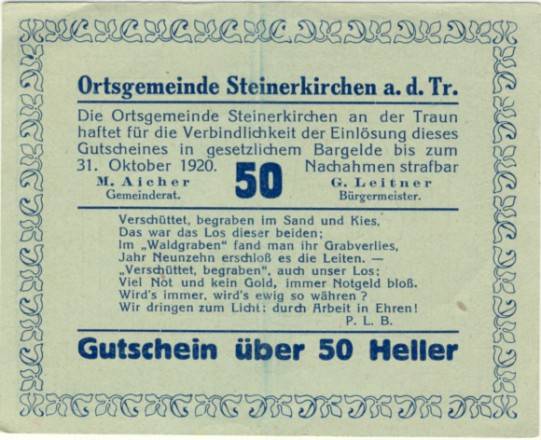 Ortsgemeinde Steinerkirchen a. d. Tr.
Die Ortsgemeinde Steinerkirchen an der Traun
haftet für die Verbindlichkeit der Einlösung dieses
Gutscheines in gesetzlichem Bargelde bis zum
31. Oktober 1920. 50 Nachahmen strafbar
M. Aicher G. Leitner
Gemeinderat. Bürgermeister.
Verschüttet, begraben im Sand und Kies,
Das war das Los dieser beiden;
Im „Waldgraben" fand man ihr Grabverlies,
Jahr Neunzehn erschloß es die Leiten. —
„Verschüttet, begraben", auch unser Los;
Viel Not und kein Gold, immer Notgeld bloß.
Wird's immer, wird's ewig so währen?
Wir dringen zum Licht: durch Arbeit in Ehren!
P. L. B.
Gutschein über 50 Heller